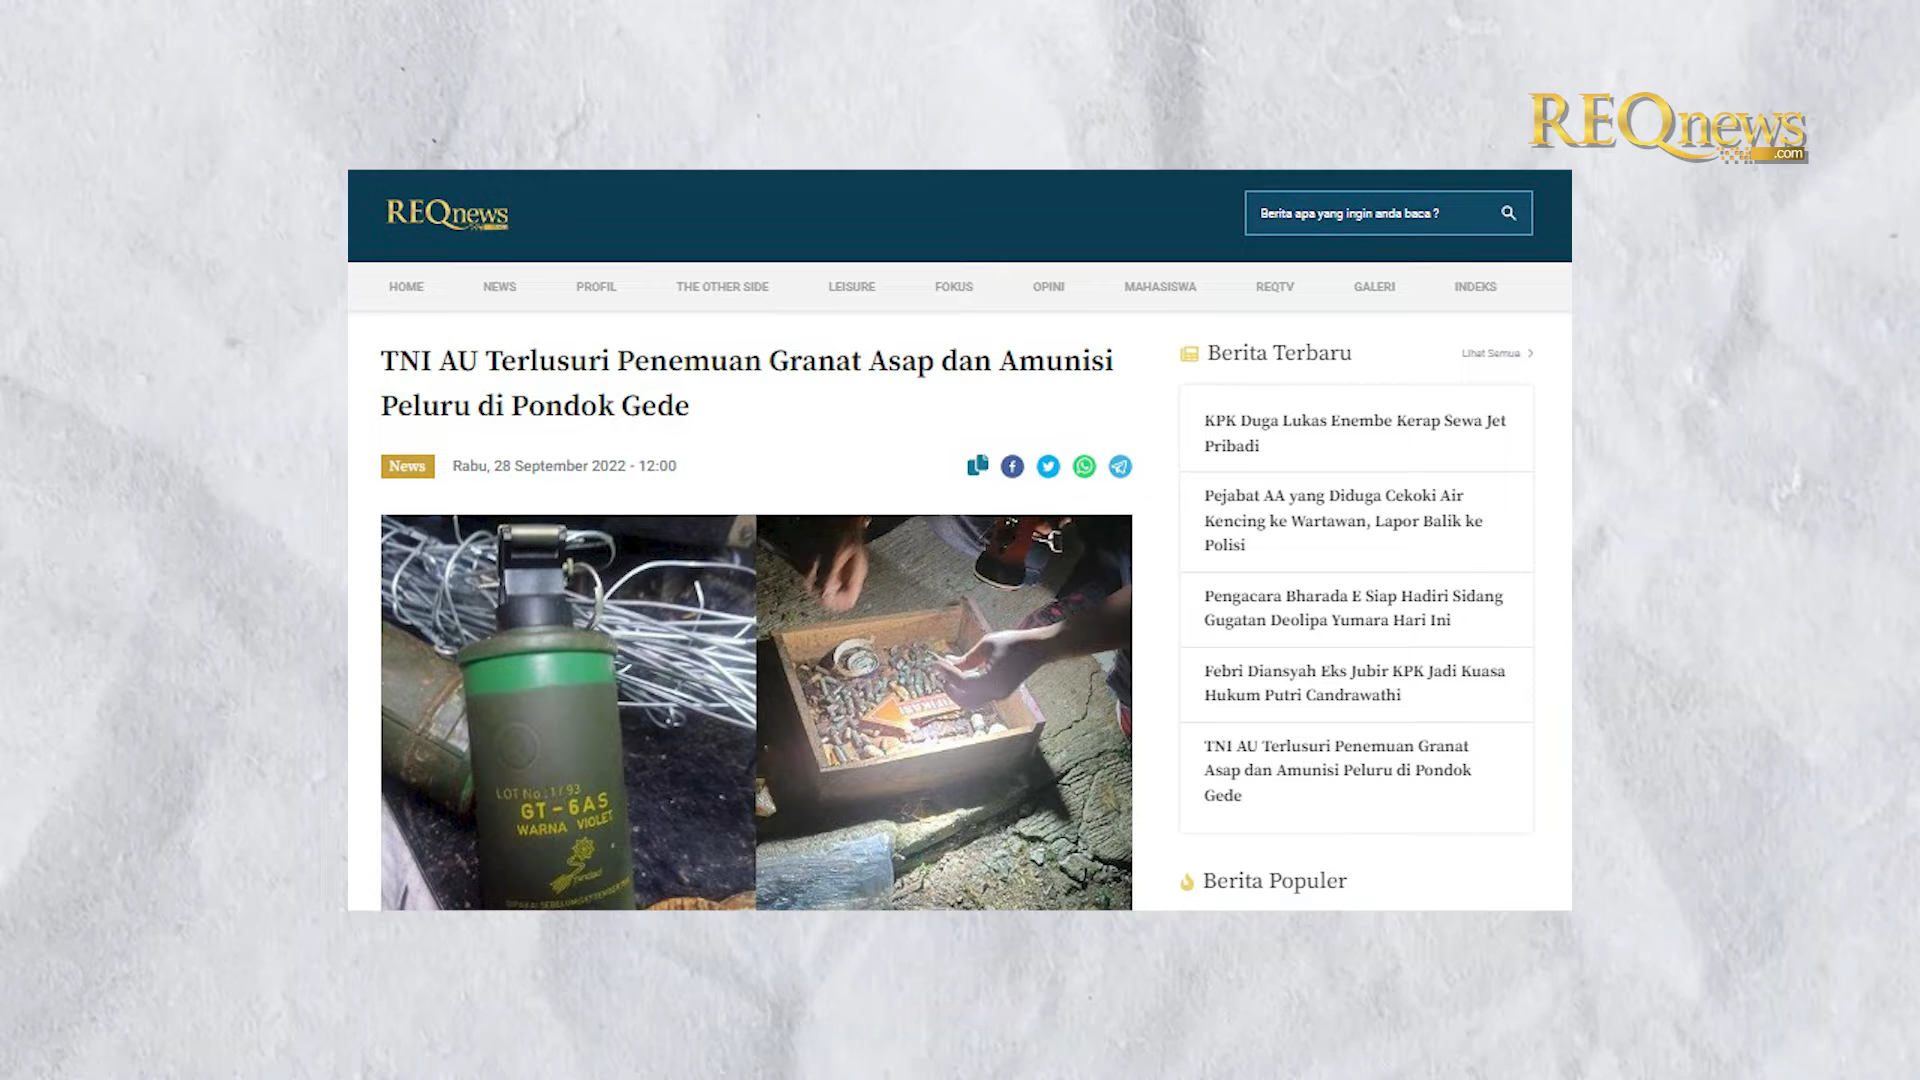 REQnews
.com
REQnews
Berita apa yang ingin anda baca ?
HOME NEWS PROFIL THE OTHER SIDE LEISURE FOKUS OPINI MAHASISWA REQTV GALERI INDEKS
TNI AU Terlusuri Penemuan Granat Asap dan Amunisi
Peluru di Pondok Gede
News Rabu, 28 September 2022 - 12:00
LOT No : 1 / 93
GT - 6AS
WARNA VIOLET
pindad
DIPAKAI SEBELUM SEPTEMBER
Berita Terbaru
Lihat Semua
KPK Duga Lukas Enembe Kerap Sewa Jet
Pribadi
Pejabat AA yang Diduga Cekoki Air
Kencing ke Wartawan, Lapor Balik ke
Polisi
Pengacara Bharada E Siap Hadiri Sidang
Gugatan Deolipa Yumara Hari Ini
Febri Diansyah Eks Jubir KPK Jadi Kuasa
Hukum Putri Candrawathi
TNI AU Terlusuri Penemuan Granat
Asap dan Amunisi Peluru di Pondok
Gede
Berita Populer